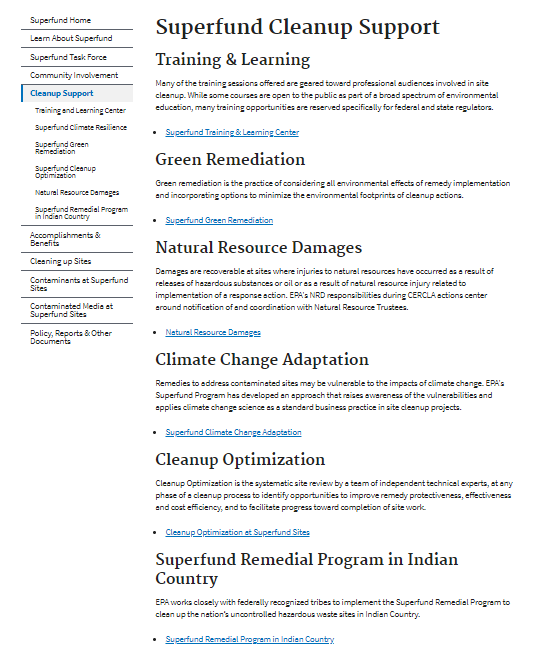 Superfund Home
Learn About Superfund
Superfund Task Force
Community Involvement
Cleanup Support
Training and Learning Center
Superfund Climate Resilience
Superfund Green
Remediation
Superfund Cleanup
Optimization
Natural Resource Damages
Superfund Remedial Program
in Indian Country
Accomplishments &
Benefits
Cleaning up Sites
Contaminants at Superfund
Sites
Contaminated Media at
Superfund Sites
Policy, Reports & Other
Documents
Superfund Cleanup Support
Training & Learning
Many of the training sessions offered are geared toward professional audiences involved in site
cleanup. While some courses are open to the public as part of a broad spectrum of environmental
education, many training opportunities are reserved specifically for federal and state regulators.
• Superfund Training & Learning Center
Green Remediation
Green remediation is the practice of considering all environmental effects of remedy implementation
and incorporating options to minimize the environmental footprints of cleanup actions.
• Superfund Green Remediation
Natural Resource Damages
Damages are recoverable at sites where injuries to natural resources have occurred as a result of
releases of hazardous substances or oil or as a result of natural resource injury related to
implementation of a response action. EPA's NRD responsibilities during CERCLA actions center
around notification of and coordination with Natural Resource Trustees.
• Natural Resource Damages
Climate Change Adaptation
Remedies to address contaminated sites may be vulnerable to the impacts of climate change. EPA's
Superfund Program has developed an approach that raises awareness of the vulnerabilities and
applies climate change science as a standard business practice in site cleanup projects.
• Superfund Climate Change Adaptation
Cleanup Optimization
Cleanup Optimization is the systematic site review by a team of independent technical experts, at any
phase of a cleanup process to identify opportunities to improve remedy protectiveness, effectiveness
and cost efficiency, and to facilitate progress toward completion of site work.
• Cleanup Optimization at Superfund Sites
Superfund Remedial Program in Indian
Country
EPA works closely with federally recognized tribes to implement the Superfund Remedial Program to
clean up the nation's uncontrolled hazardous waste sites in Indian Country.
• Superfund Remedial Program in Indian Country